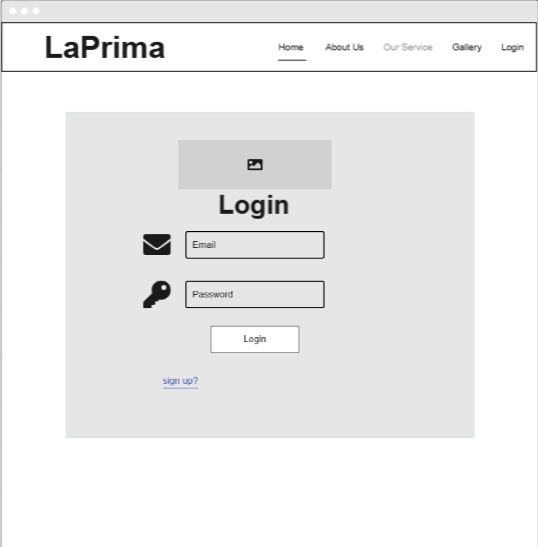 LaPrima Home About Us Our Service Gallery Login
Login
Email
Password
Login
sign up?